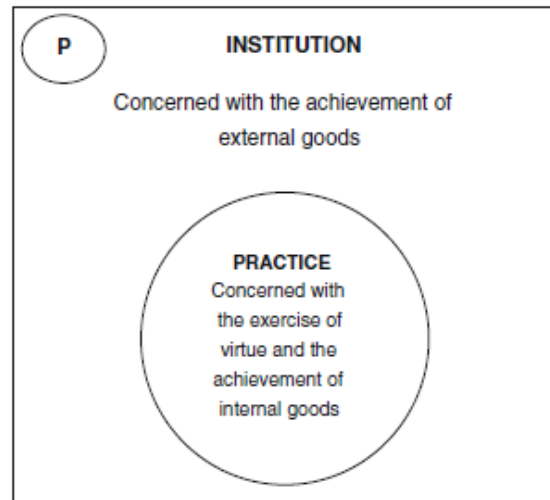 P
INSTITUTION
Concerned with the achievement of
external goods
PRACTICE
Concerned with
the exercise of
virtue and the
achievement of
internal goods